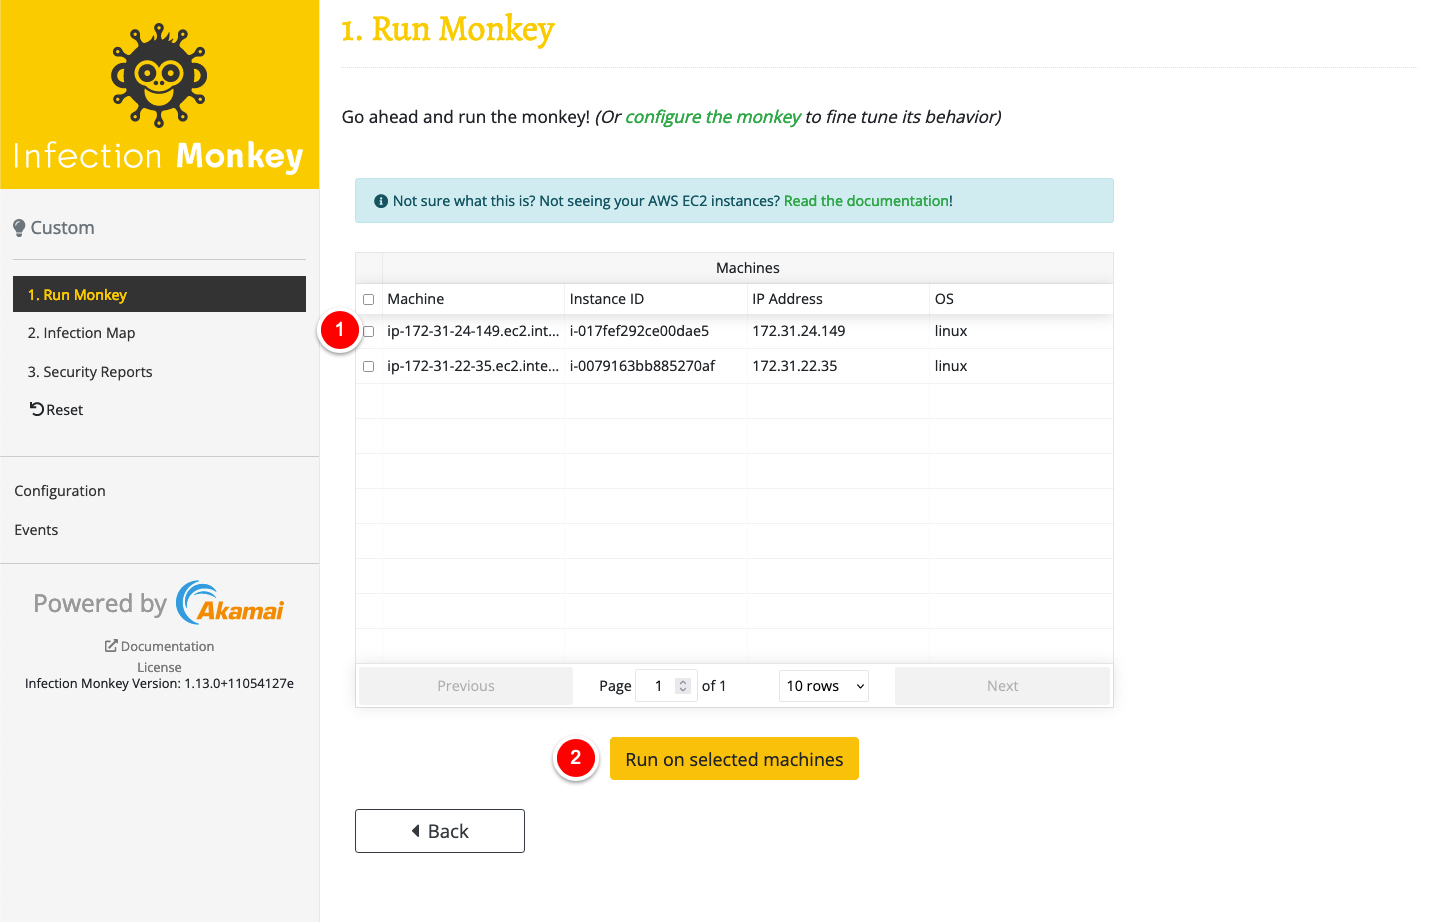 Infection Monkey
Custom
1. Run Monkey
2. Infection Map
3. Security Reports
Reset
Configuration
Events
Powered by Akamai
Documentation
License
Infection Monkey Version: 1.13.0+11054127e
1. Run Monkey
Go ahead and run the monkey! (Or configure the monkey to fine tune its behavior)
Not sure what this is? Not seeing your AWS EC2 instances? Read the documentation!
Machines
Machine Instance ID IP Address OS
1 ip-172-31-24-149.ec2.int... i-017fef292ce00dae5 172.31.24.149 linux
ip-172-31-22-35.ec2.inte... i-0079163bb885270af 172.31.22.35 linux
Previous Page 1 of 1 10 rows Next
2 Run on selected machines
Back